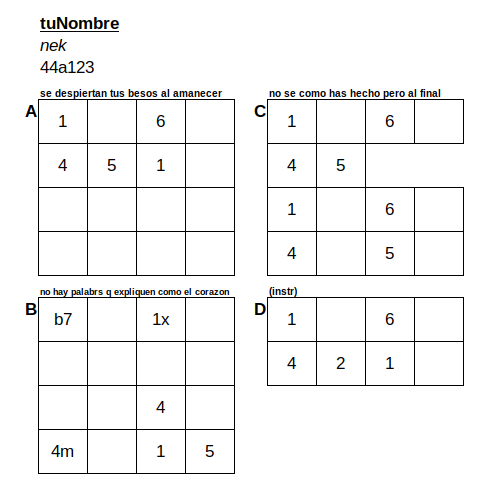 tuNombre
nek
44a123
se despiertan tus besos al amanecer
A
1 6
4 5 1
no hay palabrs q expliquen como el corazon
B
b7 1x
4
4m 1 5
no se como has hecho pero al final
C
1 6
4 5
1 6
4 5
(instr)
D
1 6
4 2 1